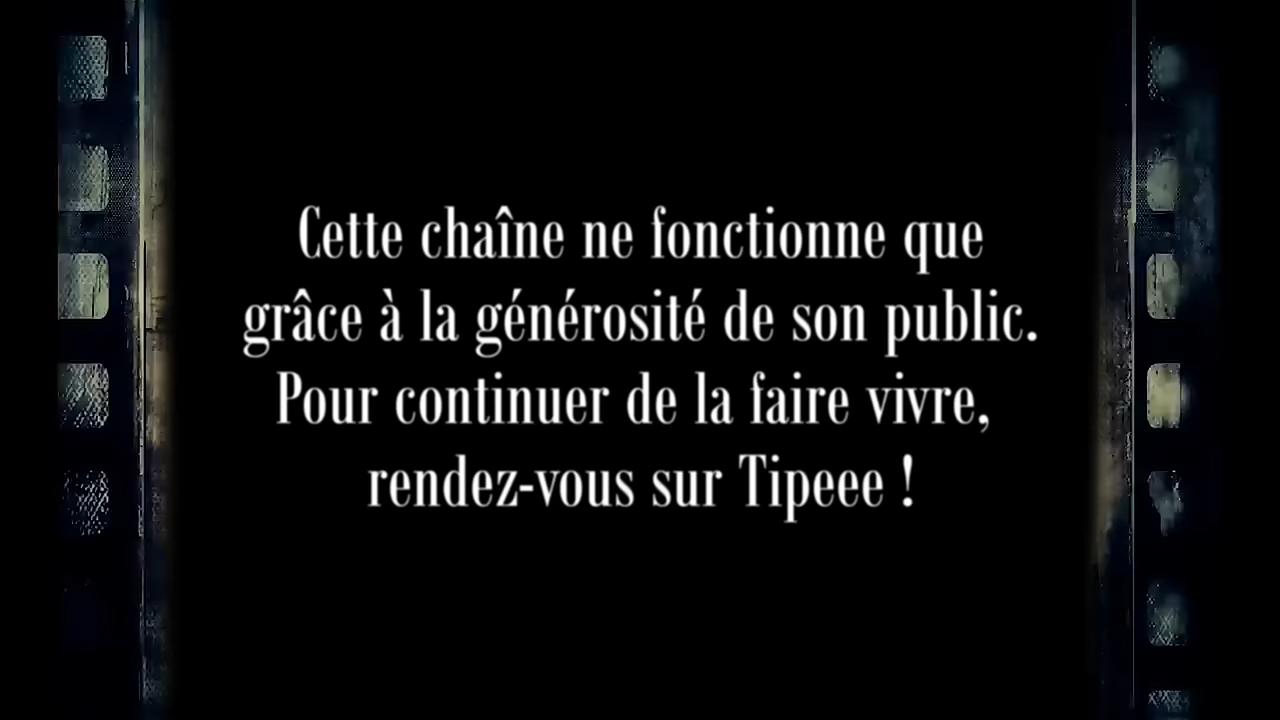 Cette chaîne ne fonctionne que
grâce à la générosité de son public.
Pour continuer de la faire vivre,
rendez-vous sur Tipeee !